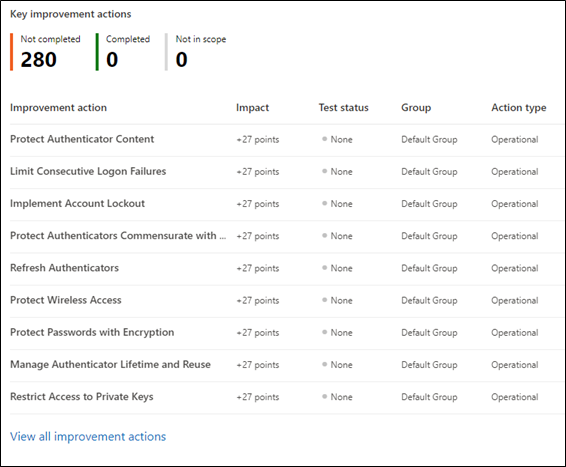 Key improvement actions
Not completed Completed Not in scope
280 0 0
Improvement action Impact Test status Group Action type
Protect Authenticator Content +27 points None Default Group Operational
Limit Consecutive Logon Failures +27 points None Default Group Operational
Implement Account Lockout +27 points None Default Group Operational
Protect Authenticators Commensurate with ... +27 points None Default Group Operational
Refresh Authenticators +27 points None Default Group Operational
Protect Wireless Access +27 points None Default Group Operational
Protect Passwords with Encryption +27 points None Default Group Operational
Manage Authenticator Lifetime and Reuse +27 points None Default Group Operational
Restrict Access to Private Keys +27 points None Default Group Operational
View all improvement actions